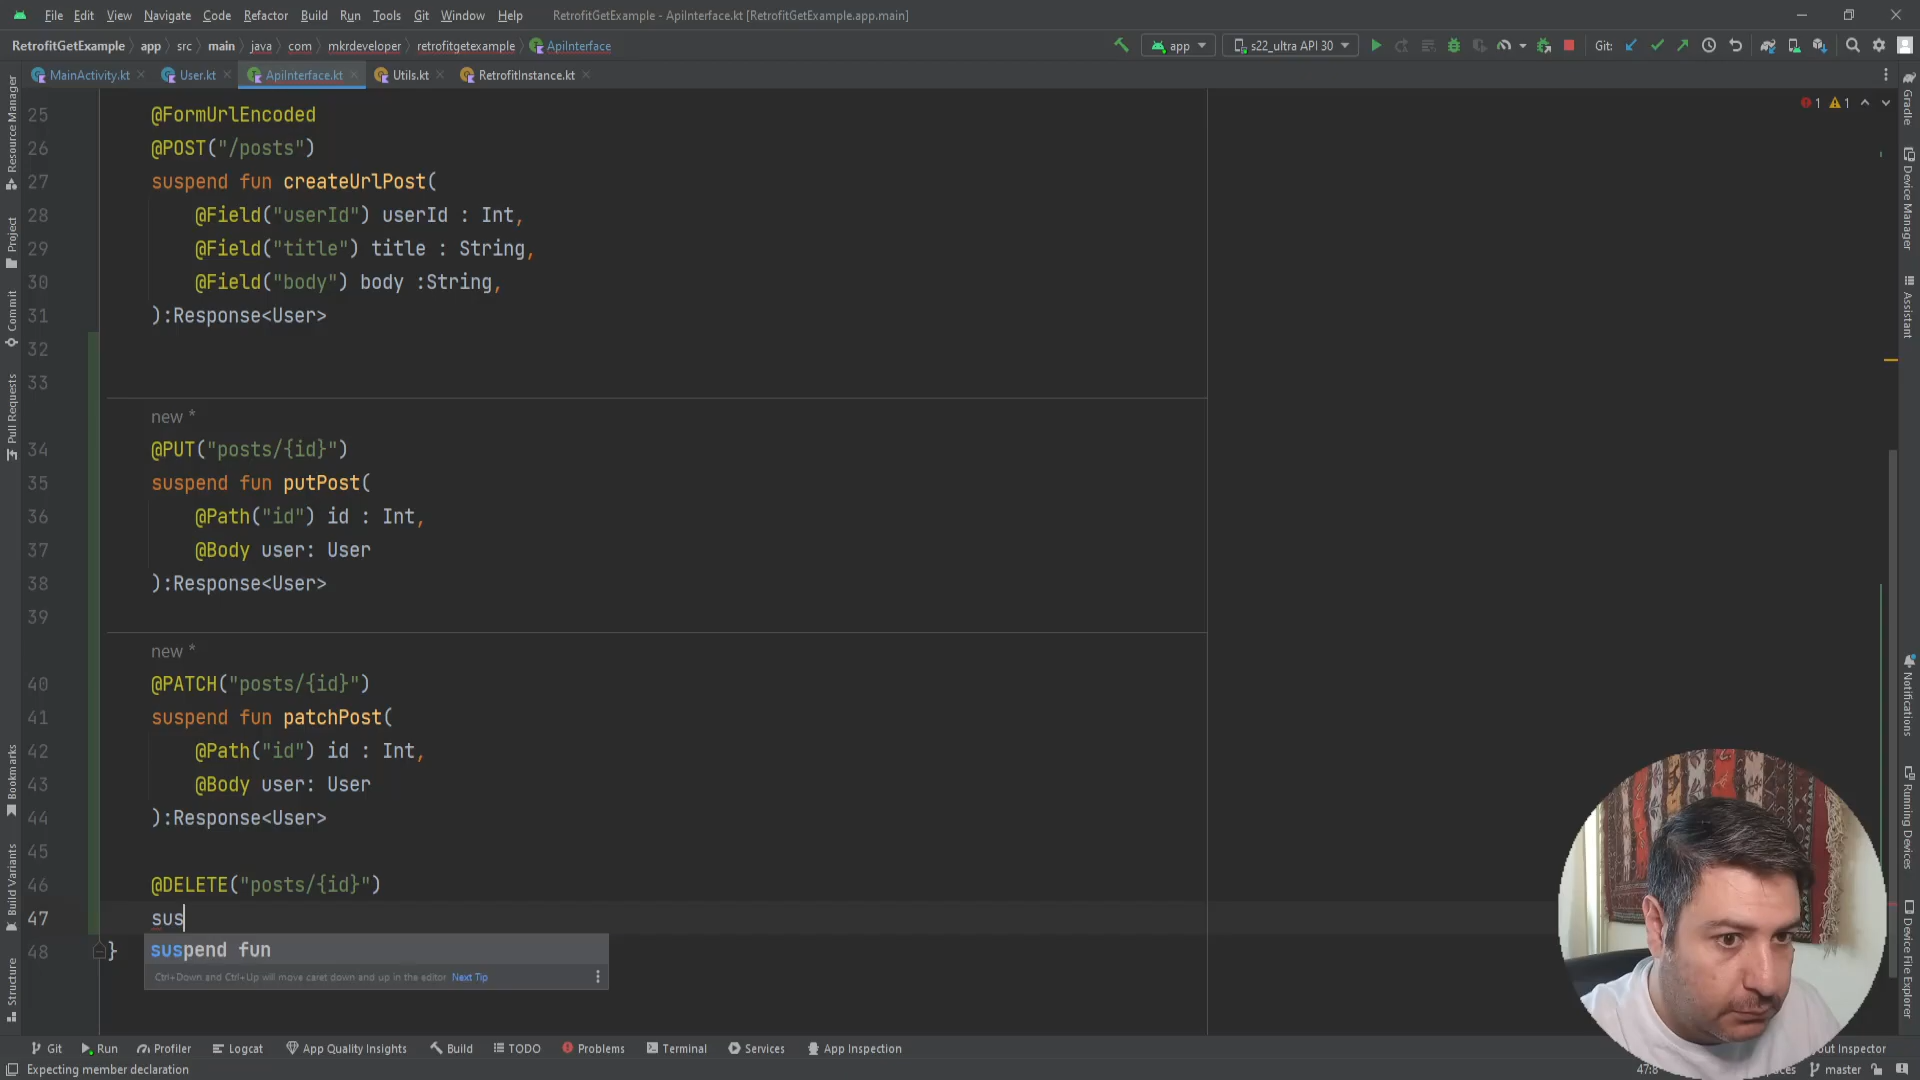 File Edit View Navigate Code Refactor Build Run Tools Git Window Help RetrofitGetExample - ApiInterface.kt [RetrofitGetExample.app.main]
RetrofitGetExample app src main java com mkrdeveloper retrofitgetexample ApiInterface app s22_ultra API 30 Git:
MainActivity.kt User.kt ApiInterface.kt Utils.kt RetrofitInstance.kt
1 1
25 @FormUrlEncoded
26 @POST("/posts")
27 suspend fun createUrlPost(
28 @Field("userId") userId : Int,
29 @Field("title") title : String,
30 @Field("body") body :String,
31 ):Response<User>
32
33
new *
34 @PUT("posts/{id}")
35 suspend fun putPost(
36 @Path("id") id : Int,
37 @Body user: User
38 ):Response<User>
39
new *
40 @PATCH("posts/{id}")
41 suspend fun patchPost(
42 @Path("id") id : Int,
43 @Body user: User
44 ):Response<User>
45
46 @DELETE("posts/{id}")
47 sus
48 }
suspend fun
Ctrl+Down and Ctrl+Up will move caret down and up in the editor Next Tip
Resource Manager
Project
Commit
Pull Requests
Bookmarks
Build Variants
Structure
Gradle
Device Manager
Assistant
Notifications
Running Devices
Device File Explorer
Git Run Profiler Logcat App Quality Insights Build TODO Problems Terminal Services App Inspection Inspector
Expecting member declaration 47:8 master